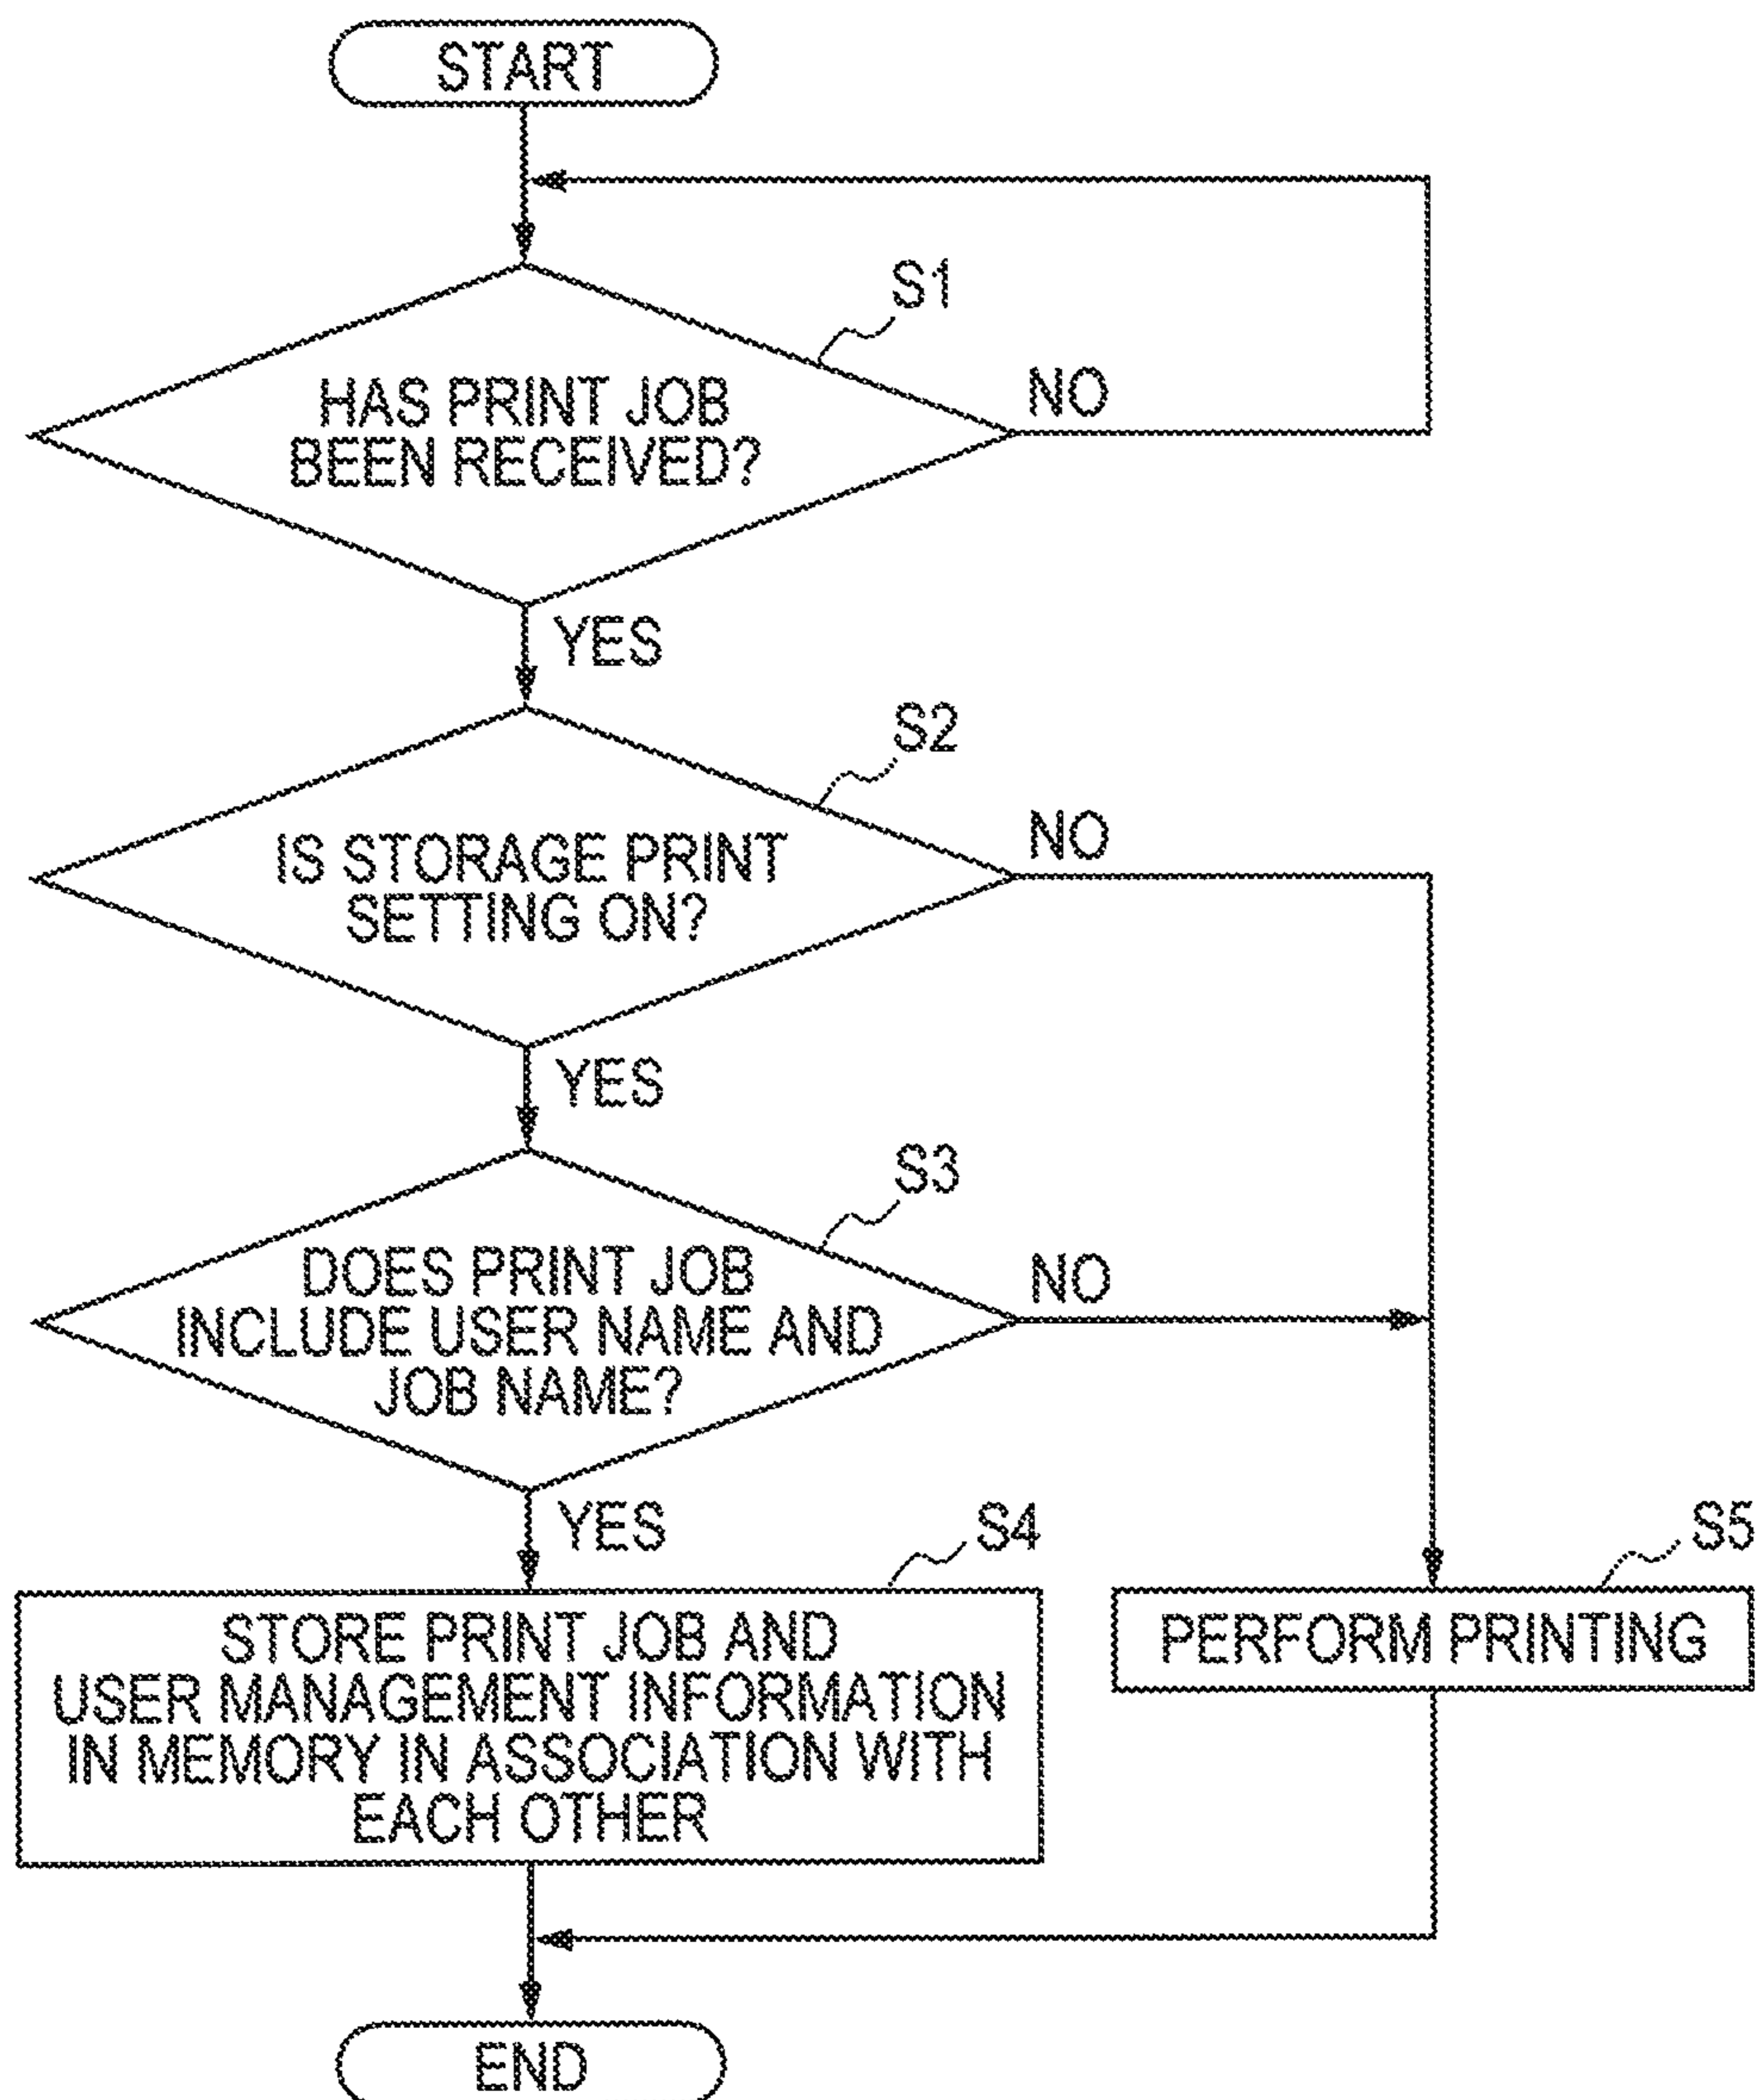 START
S1
HAS PRINT JOB
BEEN RECEIVED?
NO
YES
S2
IS STORAGE PRINT
SETTING ON?
NO
YES
S3
DOES PRINT JOB
INCLUDE USER NAME AND
JOB NAME?
NO
YES
S4
STORE PRINT JOB AND
USER MANAGEMENT INFORMATION
IN MEMORY IN ASSOCIATION WITH
EACH OTHER
S5
PERFORM PRINTING
END